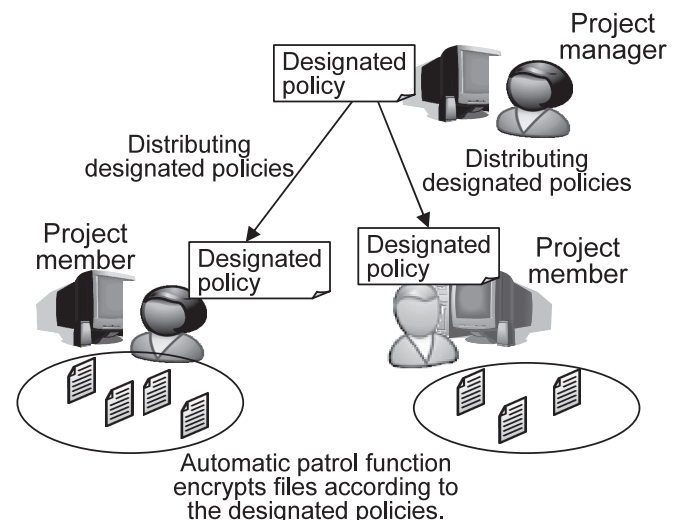 Project
manager
Designated
policy
Distributing
designated policies
Distributing
designated policies
Project
member
Designated
policy
Designated
policy
Project
member
Automatic patrol function
encrypts files according to
the designated policies.